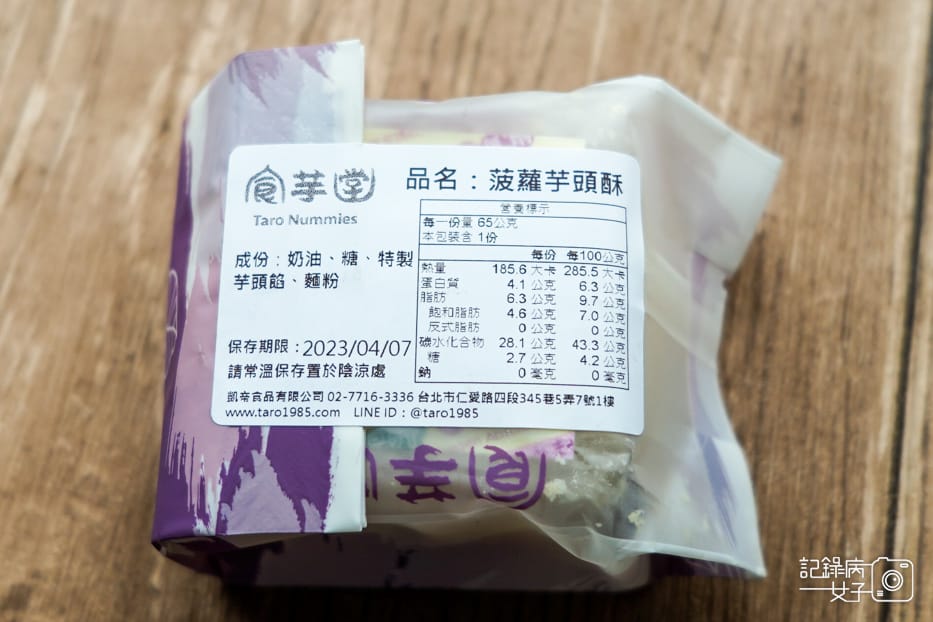 食芋堂
Taro Nummies
品名：菠蘿芋頭酥
成份：奶油、糖、特製
芋頭餡、麵粉
保存期限：2023/04/07
請常溫保存置於陰涼處
營養標示
每一份量 65公克
本包裝含 1份
每份 每100公克
熱量 185.6 大卡 285.5 大卡
蛋白質 4.1 公克 6.3 公克
脂肪 6.3 公克 9.7 公克
飽和脂肪 4.6 公克 7.0 公克
反式脂肪 0 公克 0 公克
碳水化合物 28.1 公克 43.3 公克
糖 2.7 公克 4.2 公克
鈉 0 毫克 0 毫克
凱帝食品有限公司 02-7716-3336 台北市仁愛路四段345巷5弄7號1樓
www.taro1985.com LINE ID：@taro1985
食芋
記錄病
女子